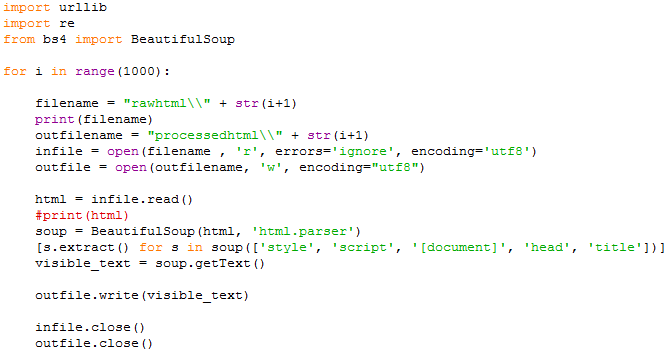 import urllib
import re
from bs4 import BeautifulSoup

for i in range(1000):

    filename = "rawhtml\\" + str(i+1)
    print(filename)
    outfilename = "processedhtml\\" + str(i+1)
    infile = open(filename , 'r', errors='ignore', encoding='utf8')
    outfile = open(outfilename, 'w', encoding="utf8")

    html = infile.read()
    #print(html)
    soup = BeautifulSoup(html, 'html.parser')
    [s.extract() for s in soup(['style', 'script', '[document]', 'head', 'title'])]
    visible_text = soup.getText()

    outfile.write(visible_text)

    infile.close()
    outfile.close()